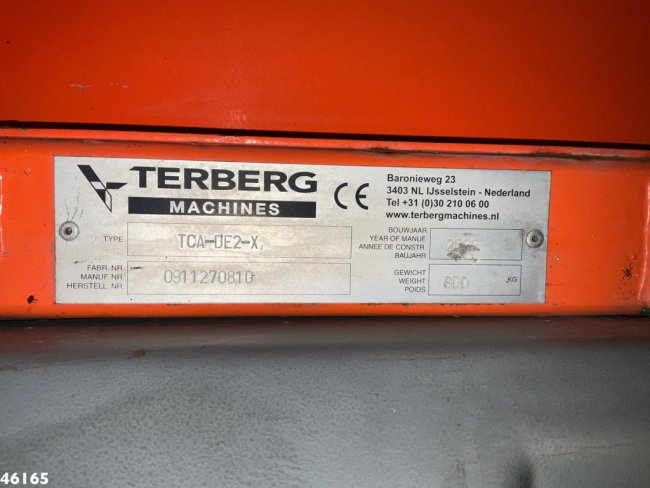 TERBERG
MACHINES
CE
Baronieweg 23
3403 NL IJsselstein - Nederland
Tel +31 (0)30 210 06 00
www.terbergmachines.nl
TYPE TCA-DE2-X
FABR. NR.
MANUF. NR.
HERSTELL. NR.
0911270810
BOUWJAAR
YEAR OF MANUF.
ANNEE DE CONSTR.
BAUJAHR
GEWICHT
WEIGHT
POIDS
800 KG
46165